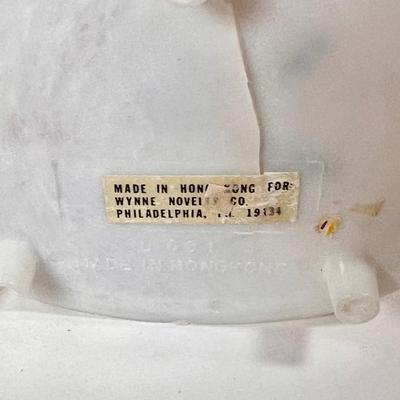 MADE IN HONG KONG FOR:
WYNNE NOVELTY CO.
PHILADELPHIA, PA. 19134
MADE IN HONGKONG